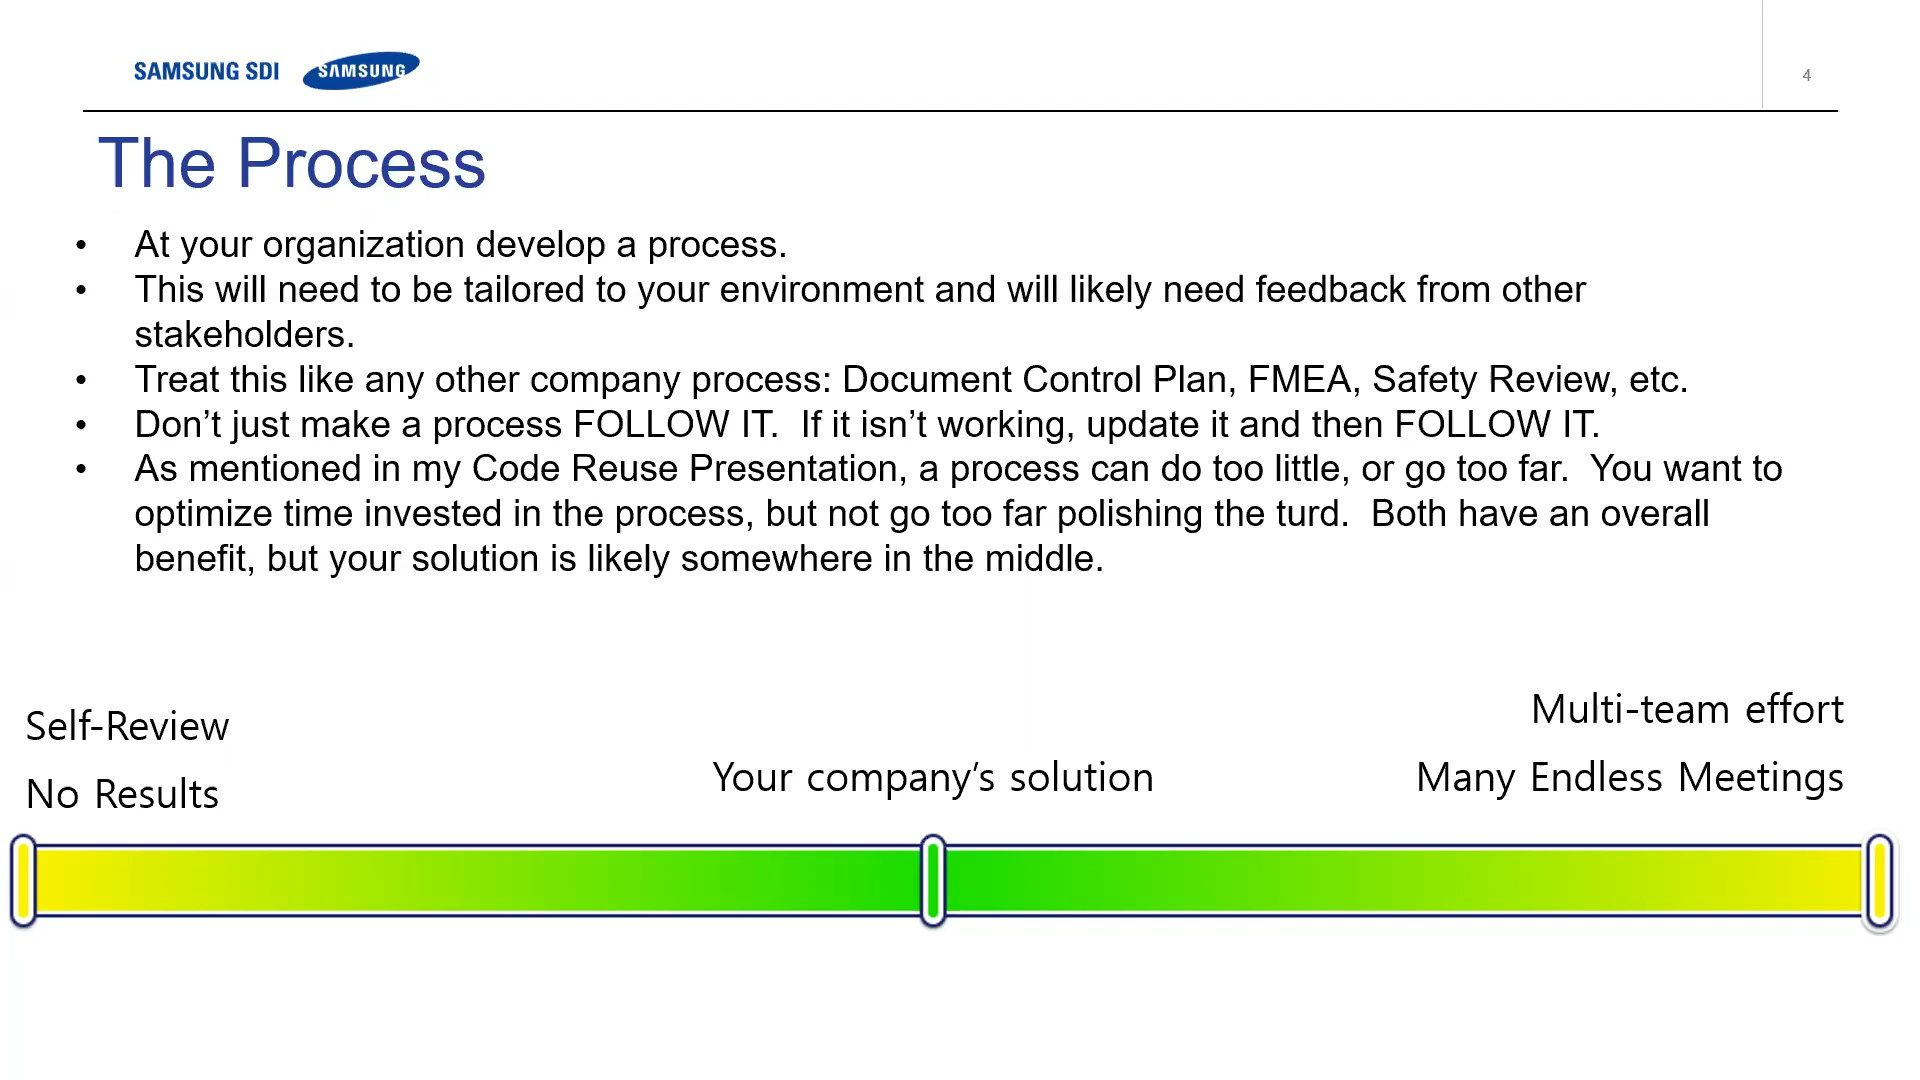 SAMSUNG SDI SAMSUNG
4
The Process
• At your organization develop a process.
• This will need to be tailored to your environment and will likely need feedback from other
stakeholders.
• Treat this like any other company process: Document Control Plan, FMEA, Safety Review, etc.
• Don’t just make a process FOLLOW IT.  If it isn’t working, update it and then FOLLOW IT.
• As mentioned in my Code Reuse Presentation, a process can do too little, or go too far.  You want to
optimize time invested in the process, but not go too far polishing the turd.  Both have an overall
benefit, but your solution is likely somewhere in the middle.
Self-Review
No Results
Your company’s solution
Multi-team effort
Many Endless Meetings